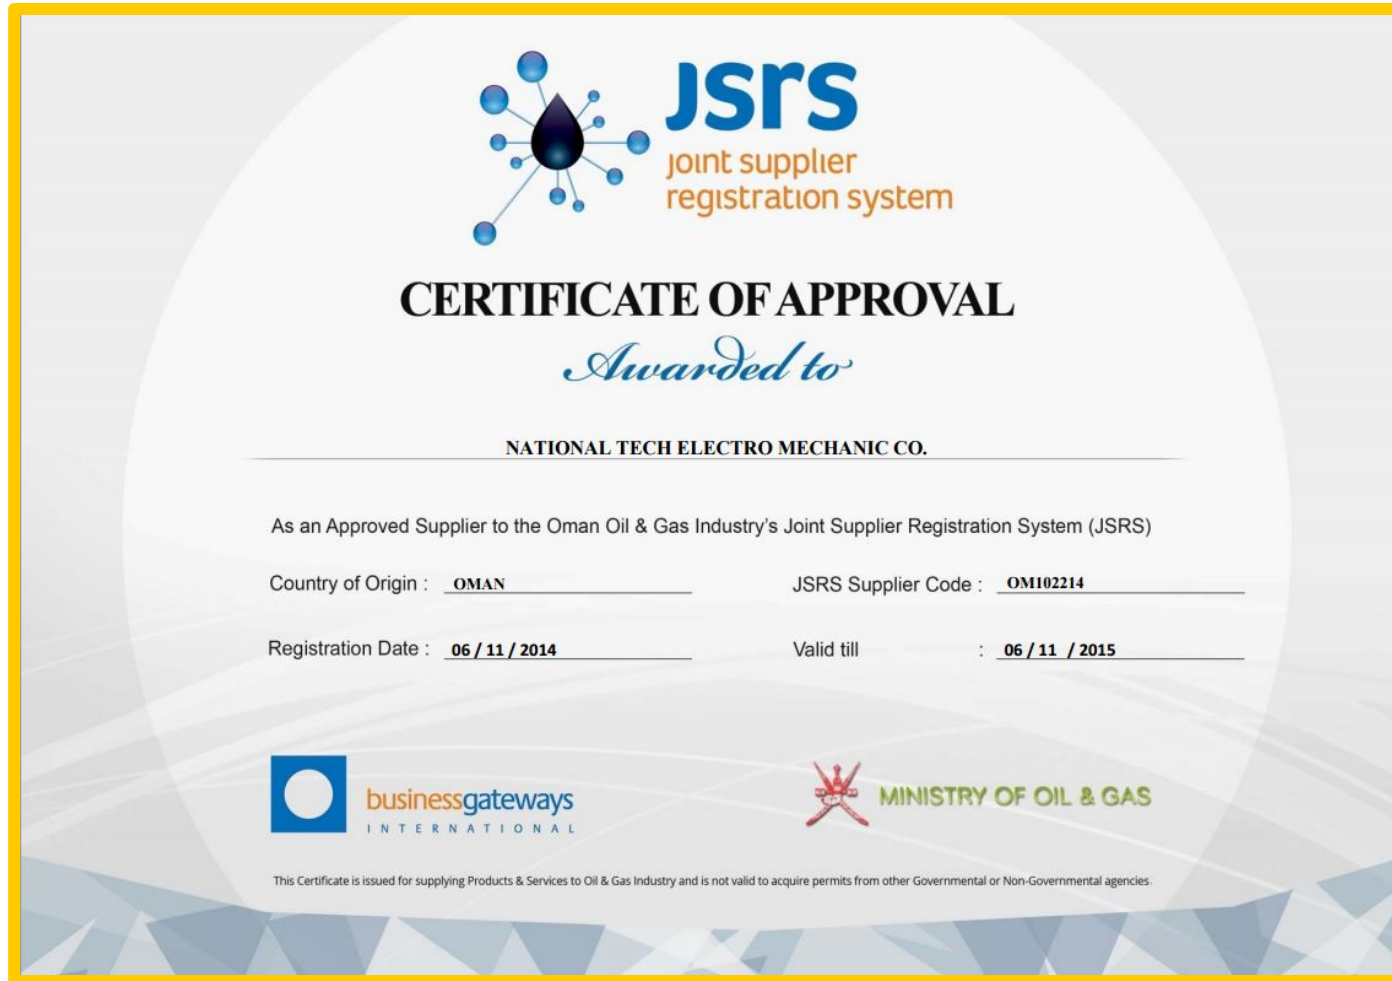 JSrS
joint supplier
registration system
CERTIFICATE OF APPROVAL
Awarded to
NATIONAL TECH ELECTRO MECHANIC CO.
As an Approved Supplier to the Oman Oil & Gas Industry's Joint Supplier Registration System (JSRS)
Country of Origin : OMAN
JSRS Supplier Code : OM102214
Registration Date : 06 / 11 / 2014
Valid till : 06 / 11 / 2015
businessgateways
INTERNATIONAL
MINISTRY OF OIL & GAS
This Certificate is issued for supplying Products & Services to Oil & Gas Industry and is not valid to acquire permits from other Governmental or Non-Governmental agencies.